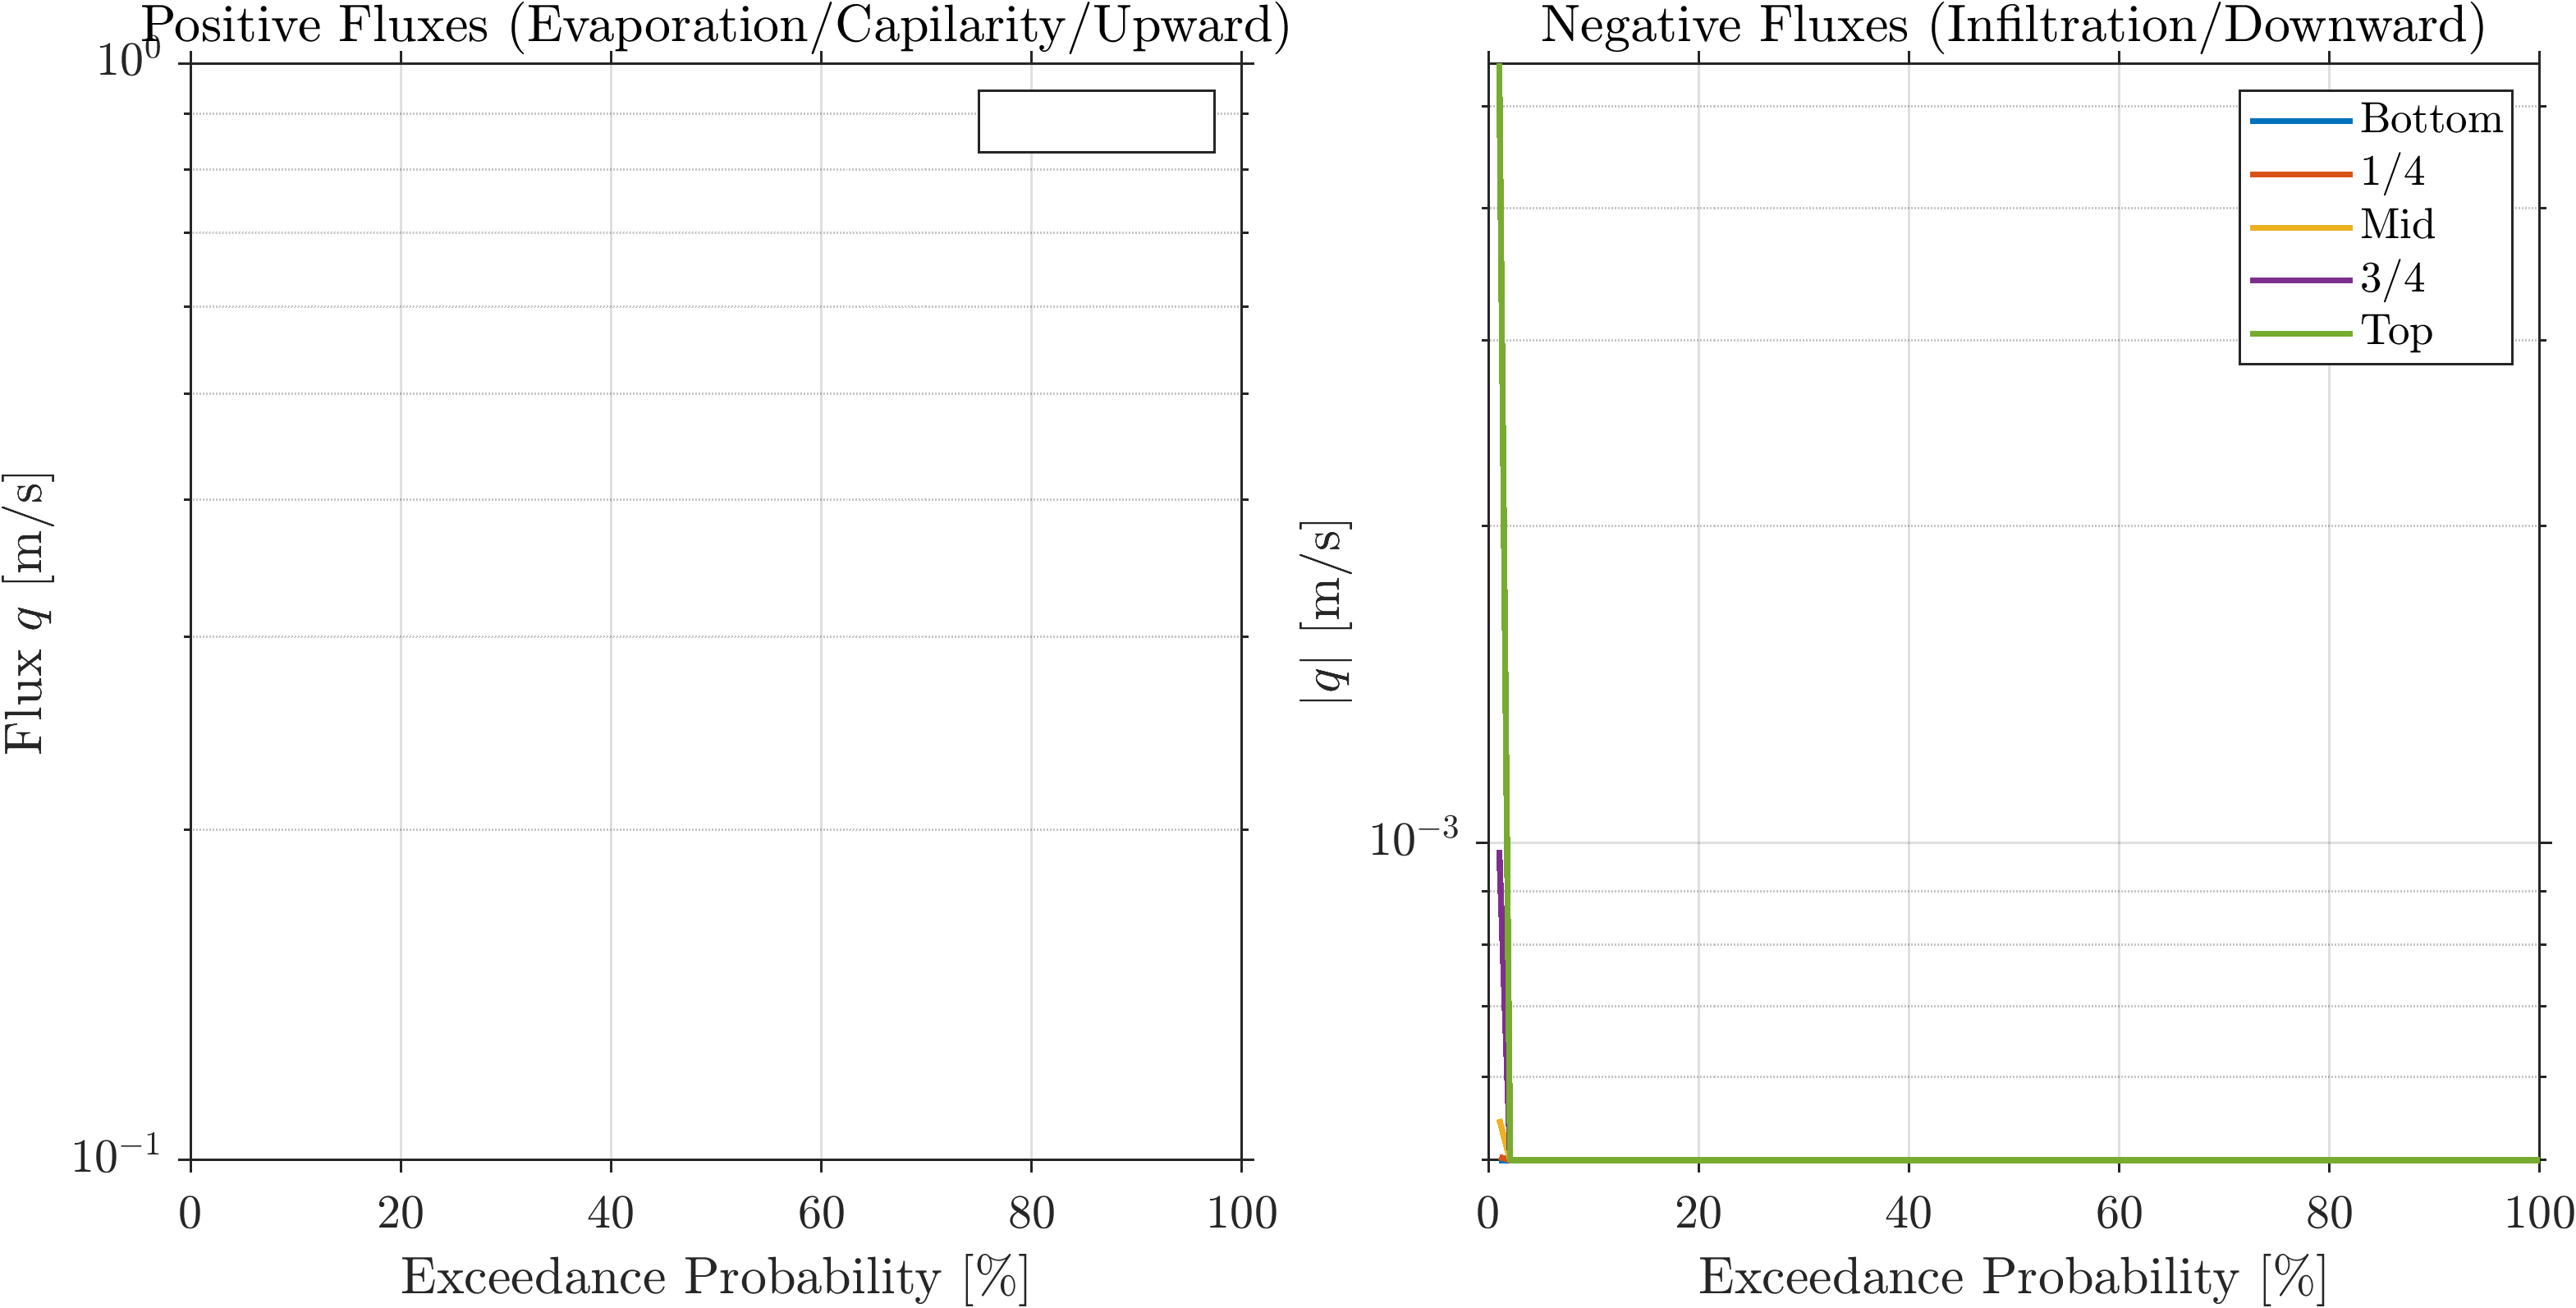 Positive Fluxes (Evaporation/Capilarity/Upward)
10^0
10^{-1}
Flux q [m/s]
0 20 40 60 80 100
Exceedance Probability [%]
Negative Fluxes (Infiltration/Downward)
Bottom
1/4
Mid
3/4
Top
10^{-3}
|q| [m/s]
0 20 40 60 80 100
Exceedance Probability [%]